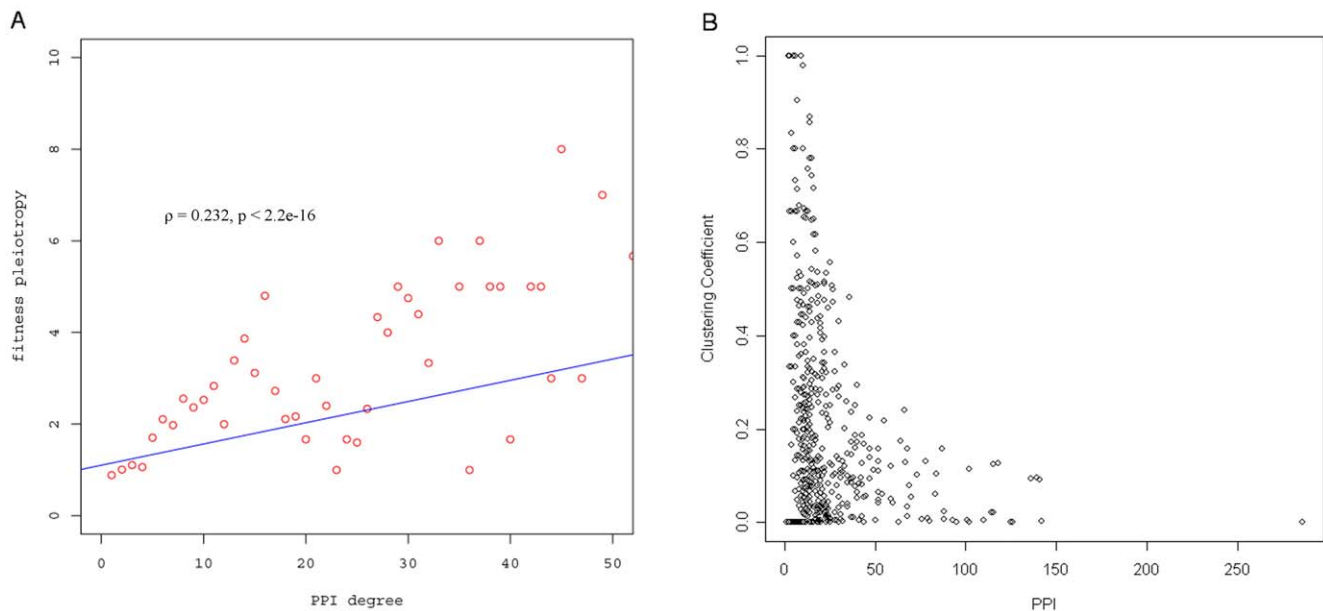 A
10
8
6
4
2
0
fitness pleiotropy
ρ = 0.232, p < 2.2e-16
0 10 20 30 40 50
PPI degree
B
1.0
0.8
0.6
0.4
0.2
0.0
Clustering Coefficient
0 50 100 150 200 250
PPI